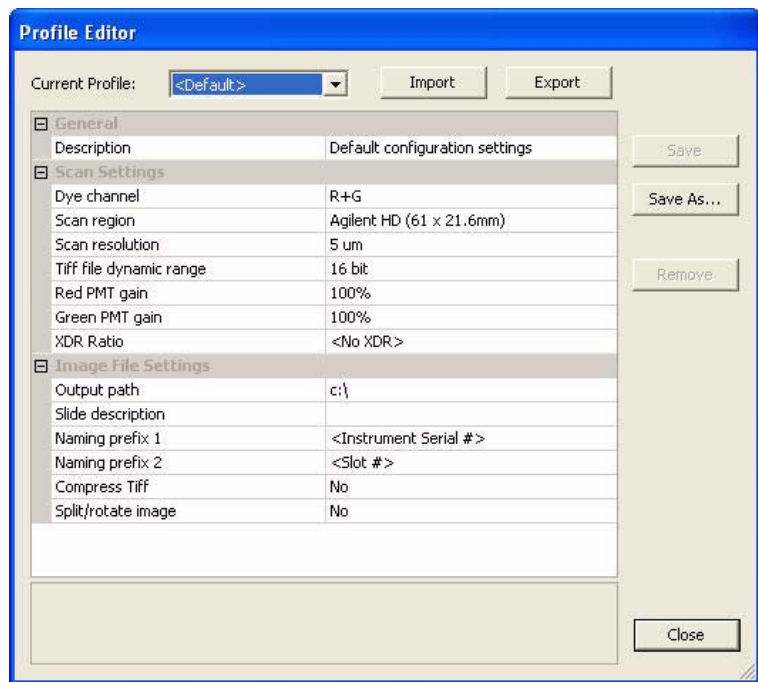 Profile Editor
Current Profile: <Default> Import Export
General
Description Default configuration settings
Save
Scan Settings
Dye channel R+G
Save As...
Scan region Agilent HD (61 x 21.6mm)
Scan resolution 5 um
Tiff file dynamic range 16 bit
Remove
Red PMT gain 100%
Green PMT gain 100%
XDR Ratio <No XDR>
Image File Settings
Output path c:\
Slide description
Naming prefix 1 <Instrument Serial #>
Naming prefix 2 <Slot #>
Compress Tiff No
Split/rotate image No
Close